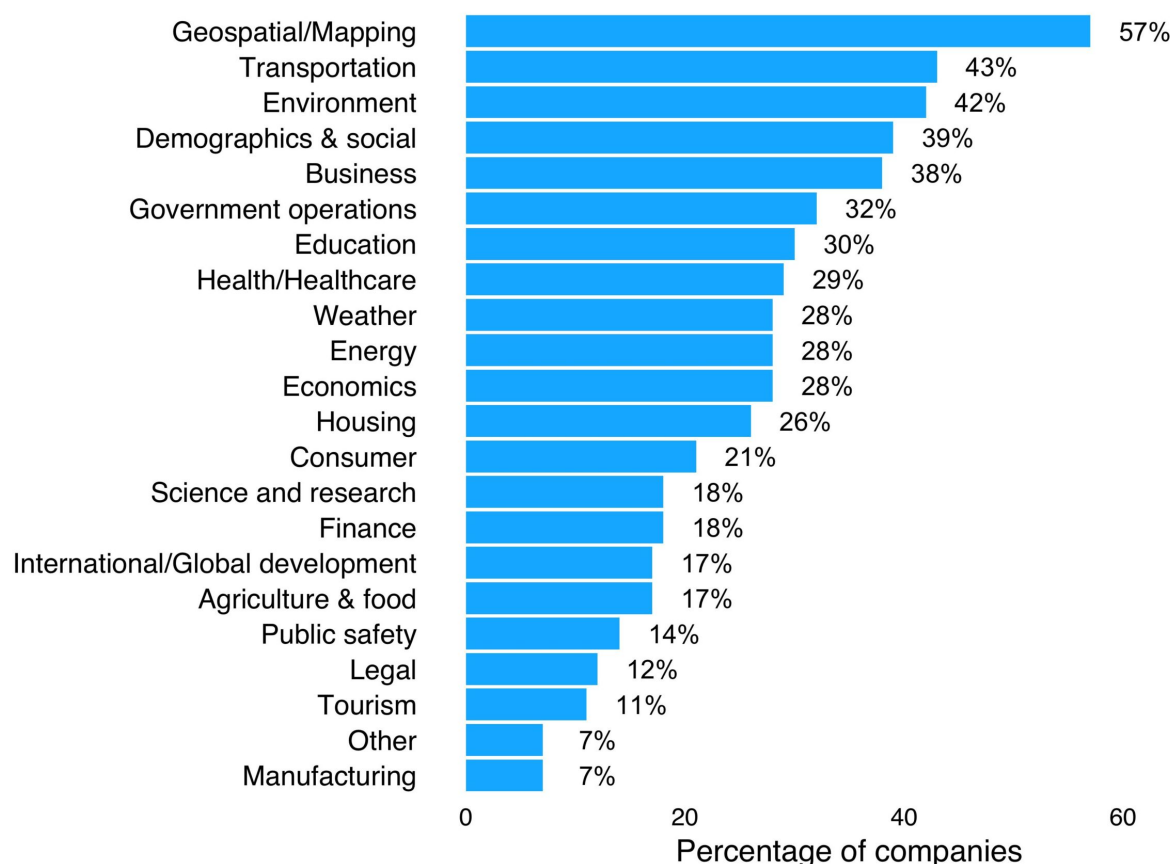 Geospatial/Mapping 57%
Transportation 43%
Environment 42%
Demographics & social 39%
Business 38%
Government operations 32%
Education 30%
Health/Healthcare 29%
Weather 28%
Energy 28%
Economics 28%
Housing 26%
Consumer 21%
Science and research 18%
Finance 18%
International/Global development 17%
Agriculture & food 17%
Public safety 14%
Legal 12%
Tourism 11%
Other 7%
Manufacturing 7%
0 20 40 60
Percentage of companies